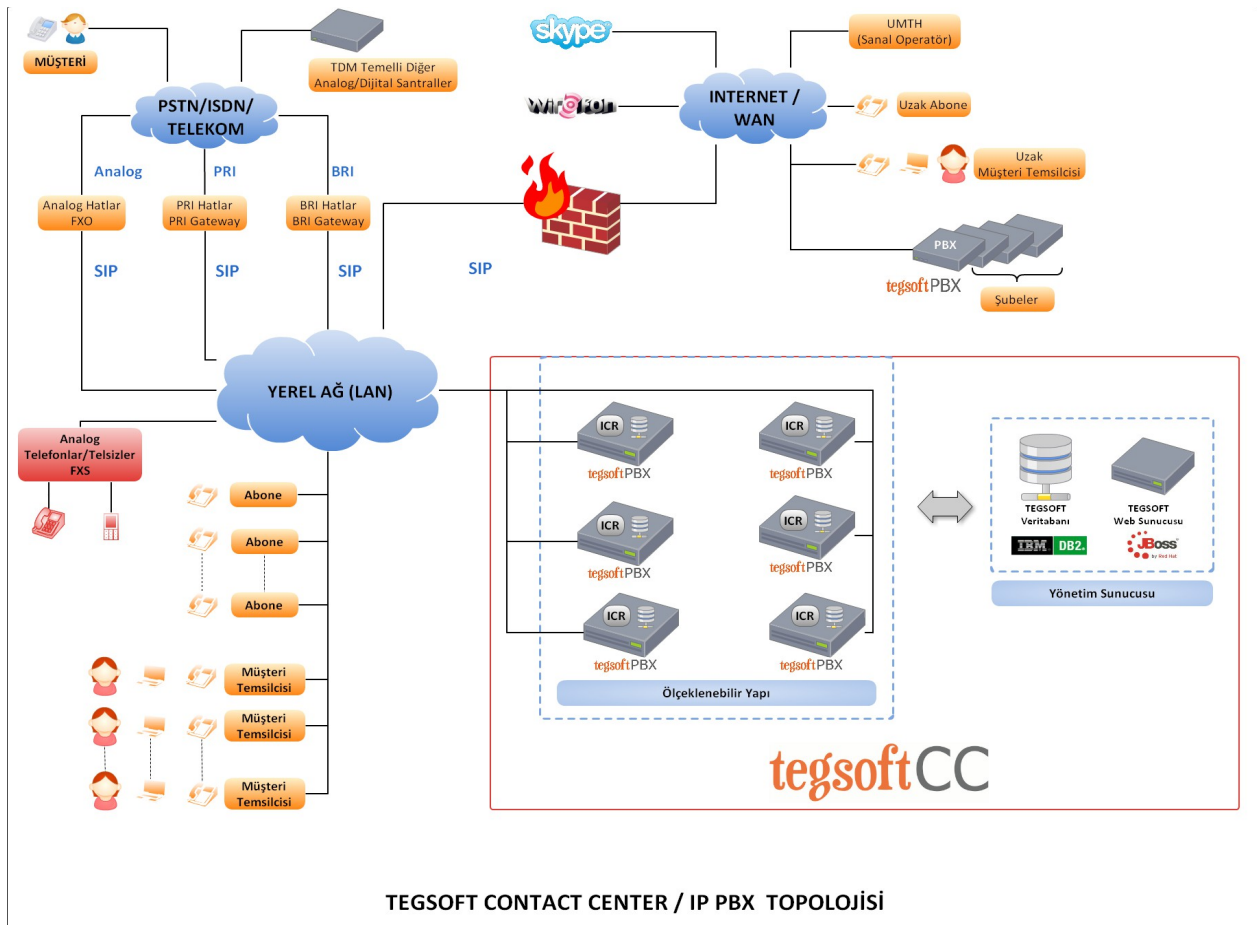 MÜŞTERİ
TDM Temelli Diğer
Analog/Dijital Santraller
PSTN/ISDN/
TELEKOM
Analog
PRI
BRI
Analog Hatlar
FXO
PRI Hatlar
PRI Gateway
BRI Hatlar
BRI Gateway
SIP
SIP
SIP
SIP
skype
wirofon
INTERNET /
WAN
UMTH
(Sanal Operatör)
Uzak Abone
Uzak
Müşteri Temsilcisi
PBX
tegsoftPBX
Şubeler
YEREL AĞ (LAN)
Analog
Telefonlar/Telsizler
FXS
Abone
Abone
Abone
Müşteri
Temsilcisi
Müşteri
Temsilcisi
Müşteri
Temsilcisi
ICR
tegsoftPBX
ICR
tegsoftPBX
ICR
tegsoftPBX
ICR
tegsoftPBX
ICR
tegsoftPBX
ICR
tegsoftPBX
Ölçeklenebilir Yapı
TEGSOFT
Veritabanı
IBM DB2.
TEGSOFT
Web Sunucusu
JBoss
by Red Hat
Yönetim Sunucusu
tegsoftCC
TEGSOFT CONTACT CENTER / IP PBX TOPOLOJİSİ